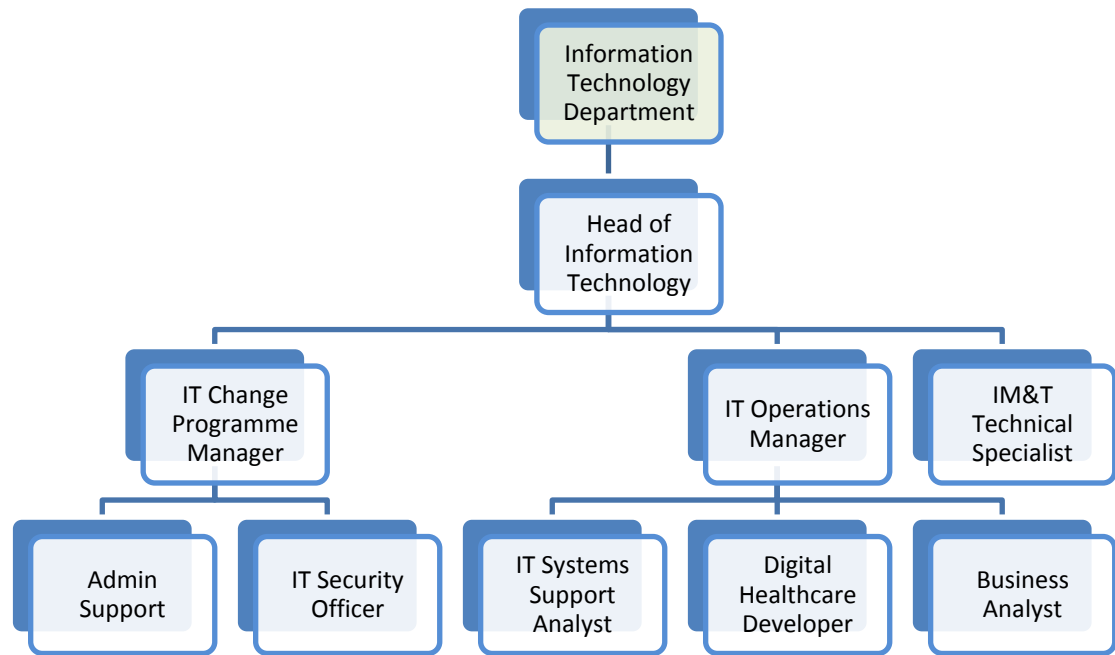 Information
Technology
Department
Head of
Information
Technology
IT Change
Programme
Manager
IT Operations
Manager
IM&T
Technical
Specialist
Admin
Support
IT Security
Officer
IT Systems
Support
Analyst
Digital
Healthcare
Developer
Business
Analyst